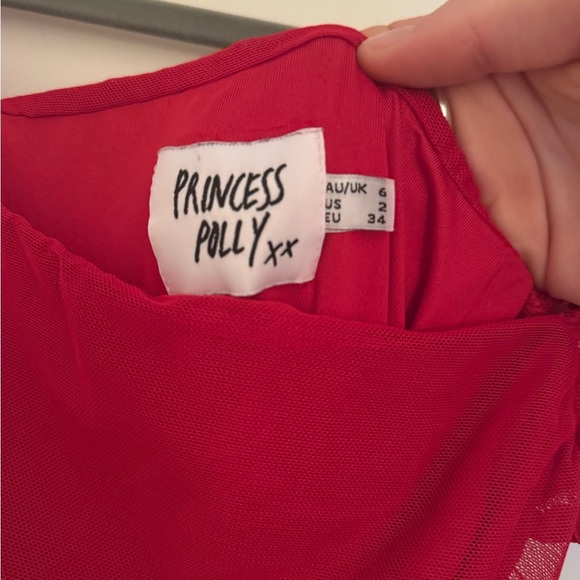 PRINCESS
POLLY xx
AU/UK 6
US 2
EU 34